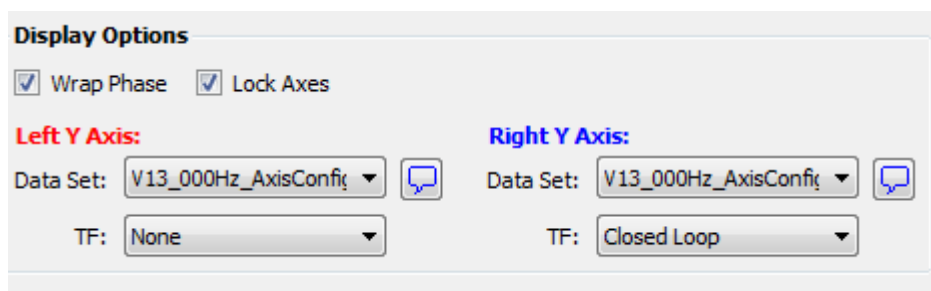 Display Options
Wrap Phase Lock Axes
Left Y Axis: Right Y Axis:
Data Set: V13_000Hz_AxisConfi Data Set: V13_000Hz_AxisConfi
TF: None TF: Closed Loop